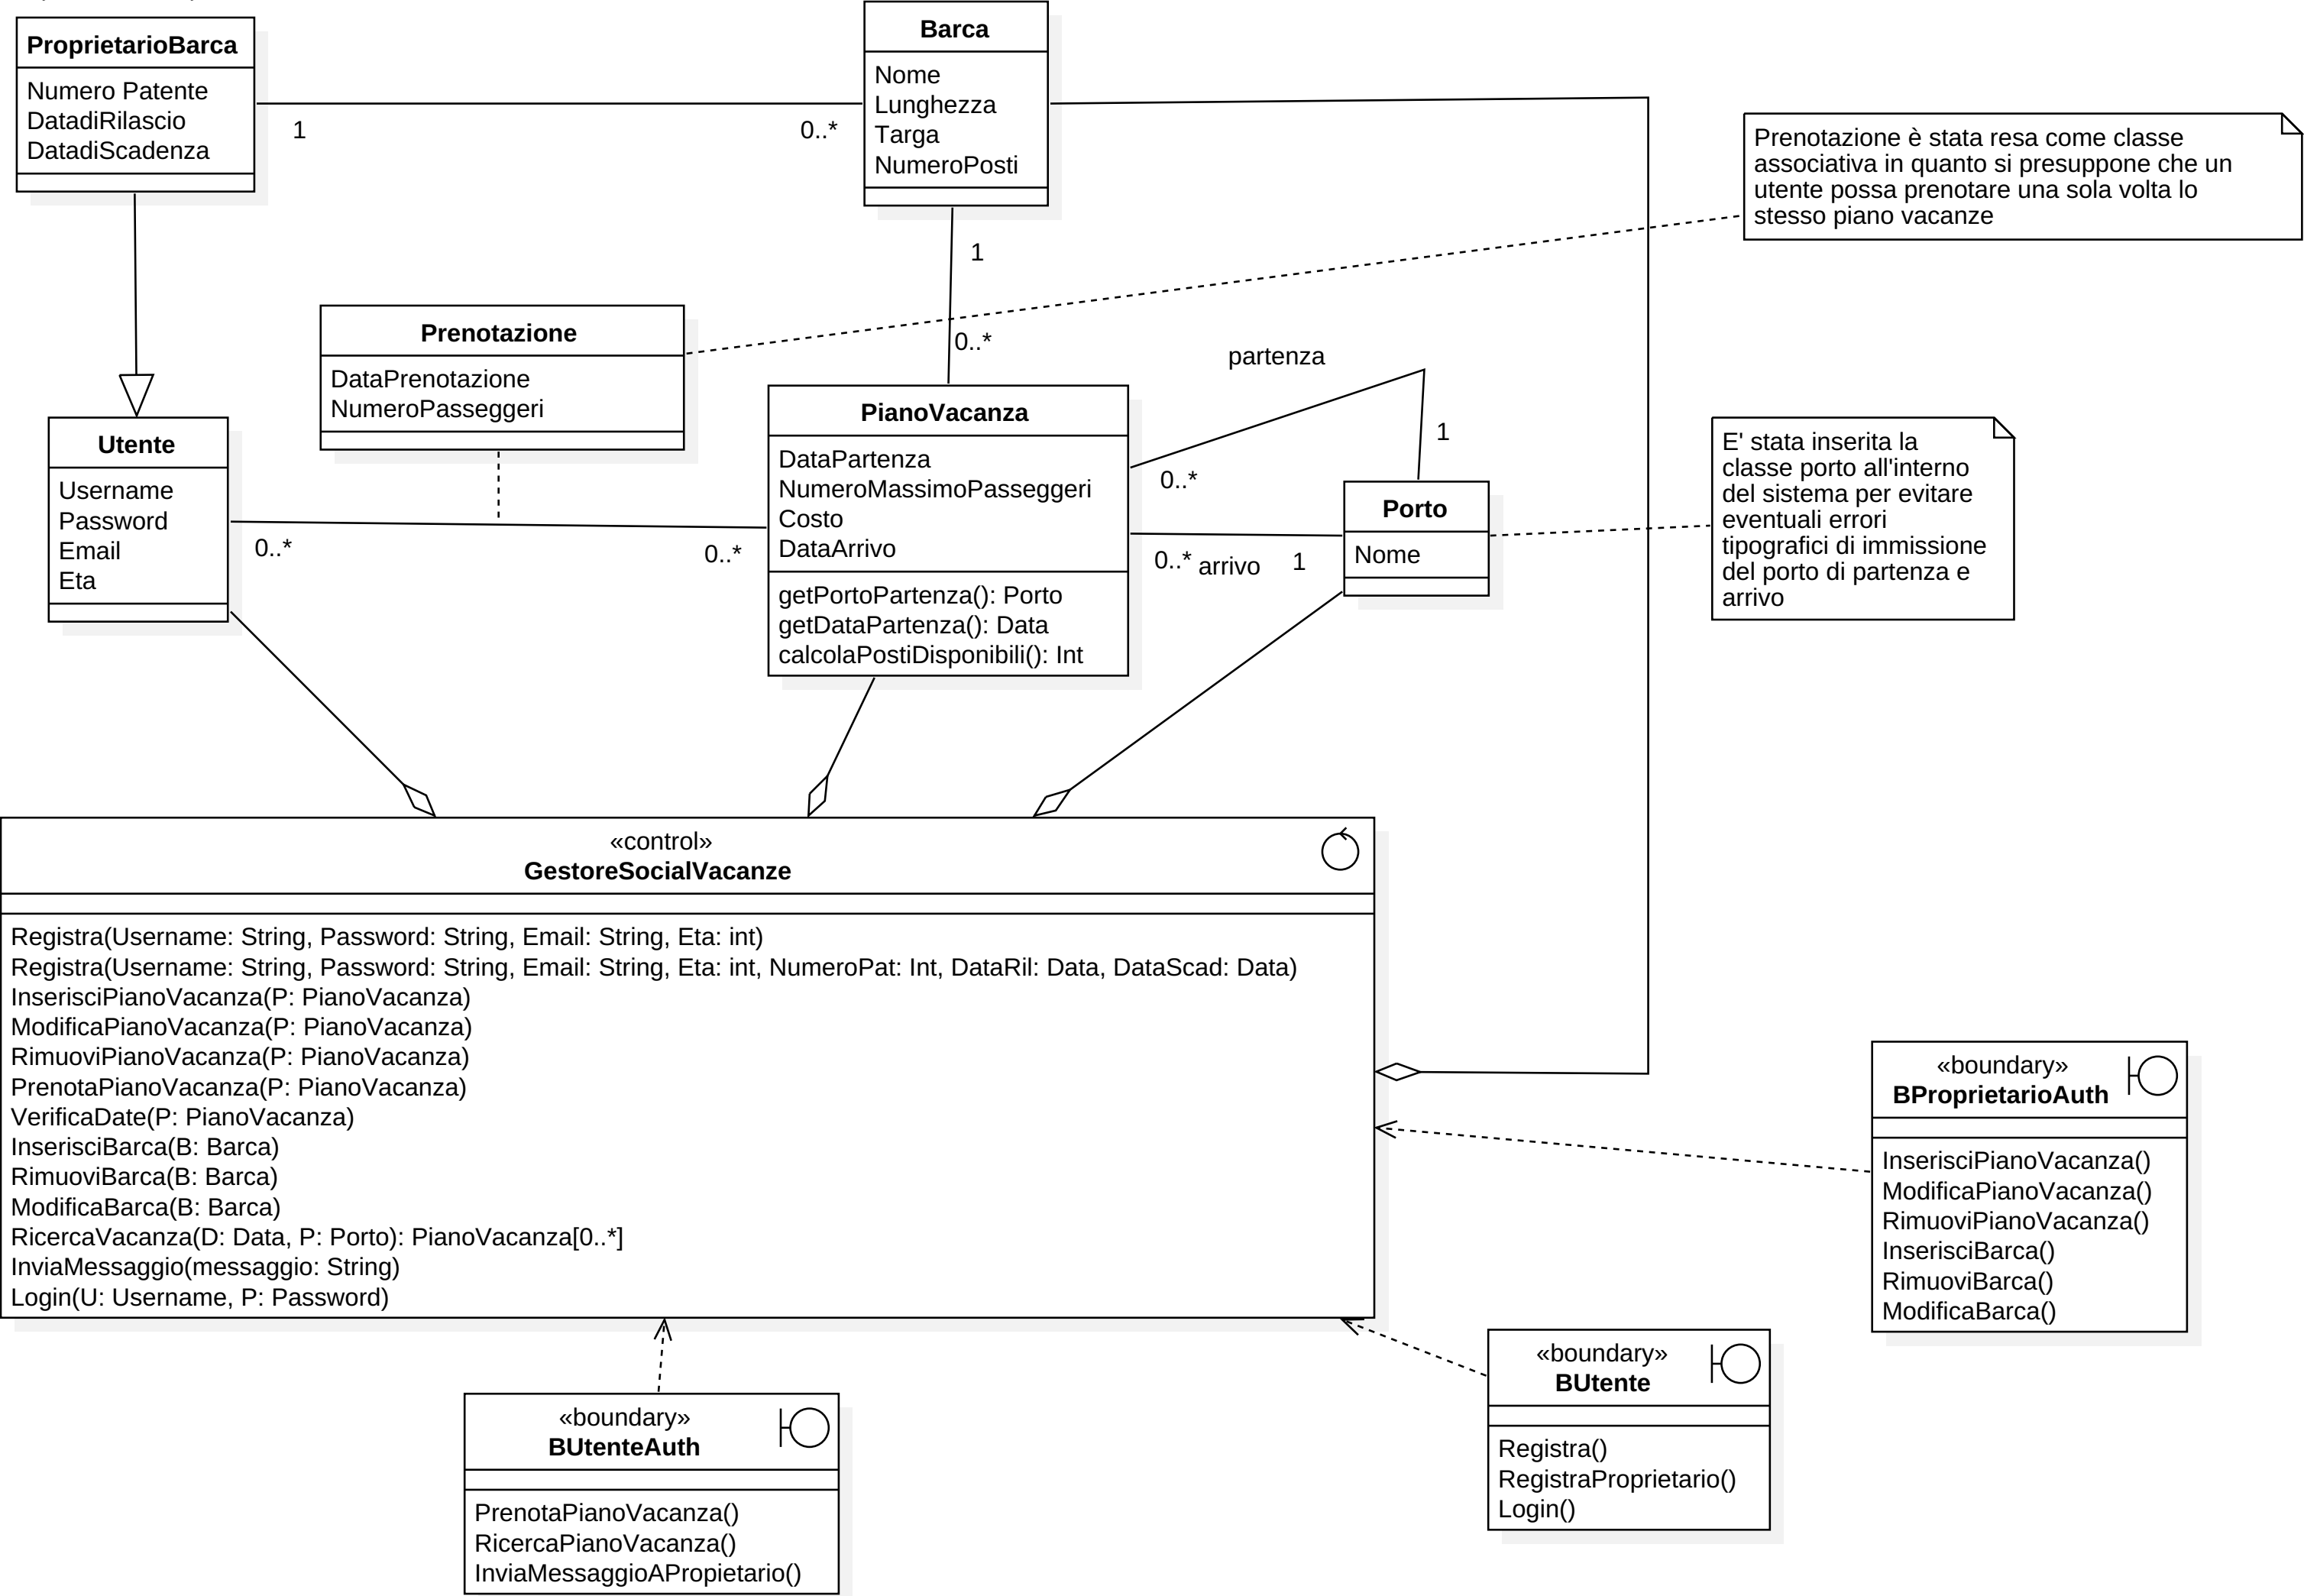 ProprietarioBarca
Numero Patente
DatadiRilascio
DatadiScadenza
1
0..*
Barca
Nome
Lunghezza
Targa
NumeroPosti
Prenotazione è stata resa come classe
associativa in quanto si presuppone che un
utente possa prenotare una sola volta lo
stesso piano vacanze
1
0..*
Prenotazione
DataPrenotazione
NumeroPasseggeri
partenza
1
0..*
Utente
Username
Password
Email
Eta
0..*
0..*
PianoVacanza
DataPartenza
NumeroMassimoPasseggeri
Costo
DataArrivo
getPortoPartenza(): Porto
getDataPartenza(): Data
calcolaPostiDisponibili(): Int
0..*
arrivo
1
Porto
Nome
E' stata inserita la
classe porto all'interno
del sistema per evitare
eventuali errori
tipografici di immissione
del porto di partenza e
arrivo
«control»
GestoreSocialVacanze
Registra(Username: String, Password: String, Email: String, Eta: int)
Registra(Username: String, Password: String, Email: String, Eta: int, NumeroPat: Int, DataRil: Data, DataScad: Data)
InserisciPianoVacanza(P: PianoVacanza)
ModificaPianoVacanza(P: PianoVacanza)
RimuoviPianoVacanza(P: PianoVacanza)
PrenotaPianoVacanza(P: PianoVacanza)
VerificaDate(P: PianoVacanza)
InserisciBarca(B: Barca)
RimuoviBarca(B: Barca)
ModificaBarca(B: Barca)
RicercaVacanza(D: Data, P: Porto): PianoVacanza[0..*]
InviaMessaggio(messaggio: String)
Login(U: Username, P: Password)
«boundary»
BProprietarioAuth
InserisciPianoVacanza()
ModificaPianoVacanza()
RimuoviPianoVacanza()
InserisciBarca()
RimuoviBarca()
ModificaBarca()
«boundary»
BUtente
Registra()
RegistraProprietario()
Login()
«boundary»
BUtenteAuth
PrenotaPianoVacanza()
RicercaPianoVacanza()
InviaMessaggioAPropietario()